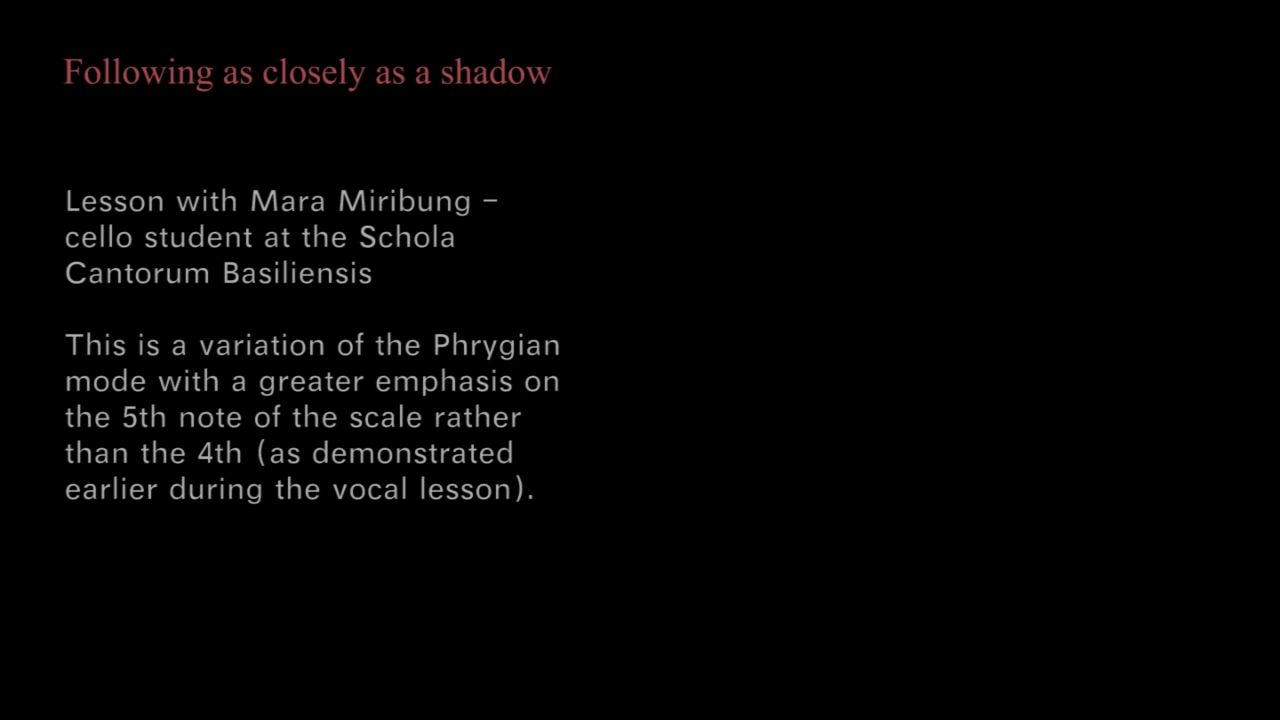 Following as closely as a shadow
Lesson with Mara Miribung –
cello student at the Schola
Cantorum Basiliensis
This is a variation of the Phrygian
mode with a greater emphasis on
the 5th note of the scale rather
than the 4th (as demonstrated
earlier during the vocal lesson).